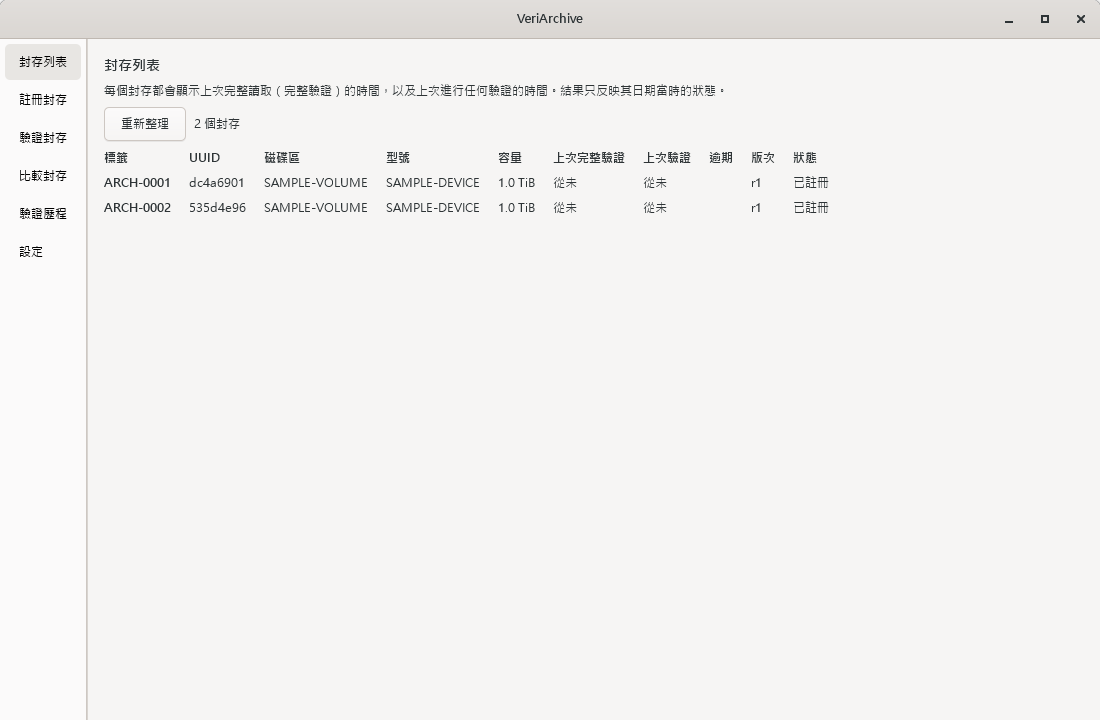 VeriArchive
封存列表
註冊封存
驗證封存
比較封存
驗證歷程
設定
封存列表
每個封存都會顯示上次完整讀取（完整驗證）的時間，以及上次進行任何驗證的時間。結果只反映其日期當時的狀態。
重新整理 2 個封存
標籤 UUID 磁碟區 型號 容量 上次完整驗證 上次驗證 逾期 版次 狀態
ARCH-0001 dc4a6901 SAMPLE-VOLUME SAMPLE-DEVICE 1.0 TiB 從未 從未 r1 已註冊
ARCH-0002 535d4e96 SAMPLE-VOLUME SAMPLE-DEVICE 1.0 TiB 從未 從未 r1 已註冊